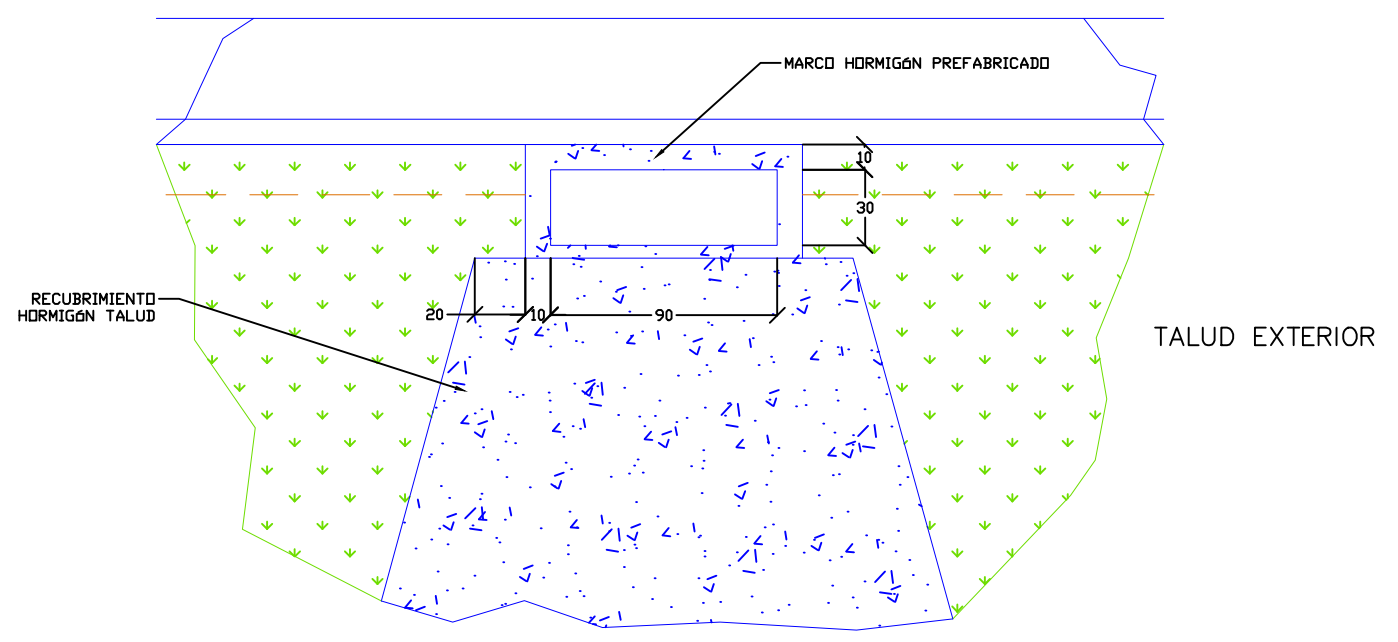 MARCO HORMIGóN PREFABRICADO
10
30
RECUBRIMIENTO
HORMIGóN TALUD
20
10
90
TALUD EXTERIOR